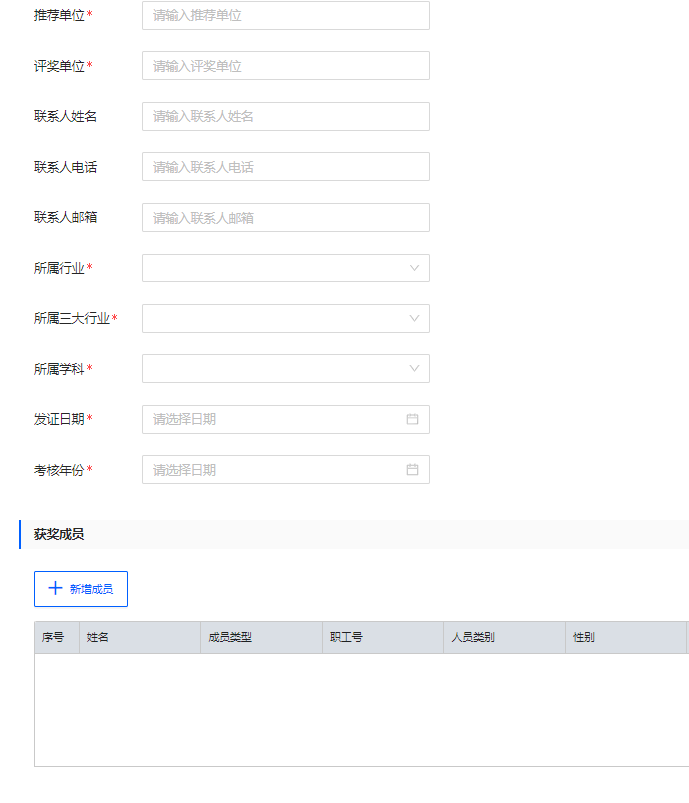 推荐单位* 请输入推荐单位
评奖单位* 请输入评奖单位
联系人姓名 请输入联系人姓名
联系人电话 请输入联系人电话
联系人邮箱 请输入联系人邮箱
所属行业*
所属三大行业*
所属学科*
发证日期* 请选择日期
考核年份* 请选择日期
获奖成员
新增成员
序号 姓名 成员类型 职工号 人员类别 性别